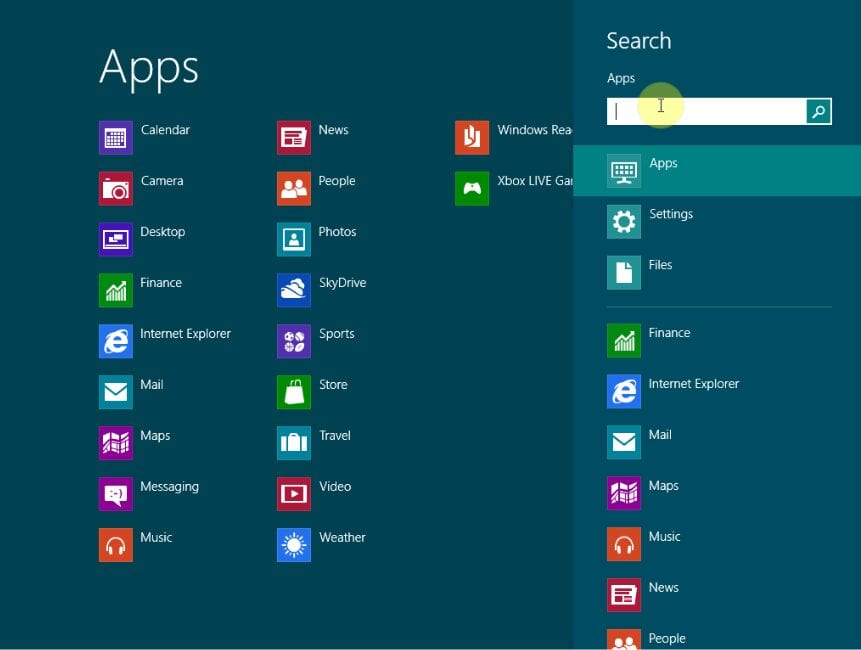 Apps
Calendar
Camera
Desktop
Finance
Internet Explorer
Mail
Maps
Messaging
Music
News
People
Photos
SkyDrive
Sports
Store
Travel
Video
Weather
Windows Rea
Xbox LIVE Ga
Search
Apps
Apps
Settings
Files
Finance
Internet Explorer
Mail
Maps
Music
News
People